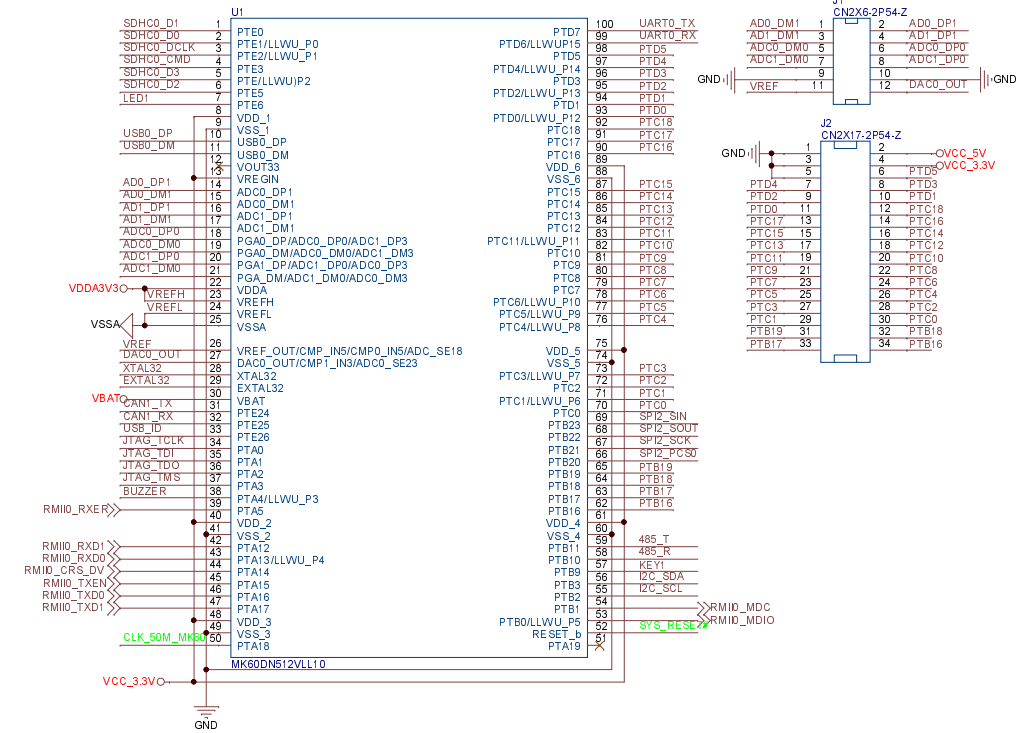 U1
SDHC0_D1 1 PTE0
SDHC0_D0 2 PTE1/LLWU_P0
SDHC0_DCLK 3 PTE2/LLWU_P1
SDHC0_CMD 4 PTE3
SDHC0_D3 5 PTE/LLWU)P2
SDHC0_D2 6 PTE5
LED1 7 PTE6
8 VDD_1
9 VSS_1
USB0_DP 10 USB0_DP
USB0_DM 11 USB0_DM
12 VOUT33
13 VREGIN
AD0_DP1 14 ADC0_DP1
AD0_DM1 15 ADC0_DM1
AD1_DP1 16 ADC1_DP1
AD1_DM1 17 ADC1_DM1
ADC0_DP0 18 PGA0_DP/ADC0_DP0/ADC1_DP3
ADC0_DM0 19 PGA0_DM/ADC0_DM0/ADC1_DM3
ADC1_DP0 20 PGA1_DP/ADC1_DP0/ADC0_DP3
ADC1_DM0 21 PGA_DM/ADC1_DM0/ADC0_DM3
VDDA3V3 22 VDDA
VREFH 23 VREFH
VREFL 24 VREFL
VSSA 25 VSSA
VREF 26 VREF_OUT/CMP_IN5/CMP0_IN5/ADC_SE18
DAC0_OUT 27 DAC0_OUT/CMP1_IN3/ADC0_SE23
XTAL32 28 XTAL32
EXTAL32 29 EXTAL32
VBAT 30 VBAT
CAN1_TX 31 PTE24
CAN1_RX 32 PTE25
USB_ID 33 PTE26
JTAG_TCLK 34 PTA0
JTAG_TDI 35 PTA1
JTAG_TDO 36 PTA2
JTAG_TMS 37 PTA3
BUZZER 38 PTA4/LLWU_P3
RMII0_RXER 39 PTA5
40 VDD_2
41 VSS_2
RMII0_RXD1 42 PTA12
RMII0_RXD0 43 PTA13/LLWU_P4
RMII0_CRS_DV 44 PTA14
RMII0_TXEN 45 PTA15
RMII0_TXD0 46 PTA16
RMII0_TXD1 47 PTA17
48 VDD_3
49 VSS_3
CLK_50M_MK60 50 PTA18
MK60DN512VLL10
VCC_3.3V
GND
PTD7 100 UART0_TX
PTD6/LLWUP15 99 UART0_RX
PTD5 98 PTD5
PTD4/LLWU_P14 97 PTD4
PTD3 96 PTD3
PTD2/LLWU_P13 95 PTD2
PTD1 94 PTD1
PTD0/LLWU_P12 93 PTD0
PTC18 92 PTC18
PTC17 91 PTC17
PTC16 90 PTC16
VDD_6 89
VSS_6 88
PTC15 87 PTC15
PTC14 86 PTC14
PTC13 85 PTC13
PTC12 84 PTC12
PTC11/LLWU_P11 83 PTC11
PTC10 82 PTC10
PTC9 81 PTC9
PTC8 80 PTC8
PTC7 79 PTC7
PTC6/LLWU_P10 78 PTC6
PTC5/LLWU_P9 77 PTC5
PTC4/LLWU_P8 76 PTC4
VDD_5 75
VSS_5 74
PTC3/LLWU_P7 73 PTC3
PTC2 72 PTC2
PTC1/LLWU_P6 71 PTC1
PTC0 70 PTC0
PTB23 69 SPI2_SIN
PTB22 68 SPI2_SOUT
PTB21 67 SPI2_SCK
PTB20 66 SPI2_PCS0
PTB19 65 PTB19
PTB18 64 PTB18
PTB17 63 PTB17
PTB16 62 PTB16
VDD_4 61
VSS_4 60
PTB11 59 485_T
PTB10 58 485_R
PTB9 57 KEY1
PTB3 56 I2C_SDA
PTB2 55 I2C_SCL
PTB1 54 RMII0_MDC
PTB0/LLWU_P5 53 RMII0_MDIO
RESET_b 52
PTA19 51
J1
CN2X6-2P54-Z
AD0_DM1 1 2 AD0_DP1
AD1_DM1 3 4 AD1_DP1
ADC0_DM0 5 6 ADC0_DP0
ADC1_DM0 7 8 ADC1_DP0
GND 9 10 GND
VREF 11 12 DAC0_OUT
J2
CN2X17-2P54-Z
GND 1 2 VCC_5V
3 4 VCC_3.3V
5 6 PTD5
PTD4 7 8 PTD3
PTD2 9 10 PTD1
PTD0 11 12 PTC18
PTC17 13 14 PTC16
PTC15 15 16 PTC14
PTC13 17 18 PTC12
PTC11 19 20 PTC10
PTC9 21 22 PTC8
PTC7 23 24 PTC6
PTC5 25 26 PTC4
PTC3 27 28 PTC2
PTC1 29 30 PTC0
PTB19 31 32 PTB18
PTB17 33 34 PTB16